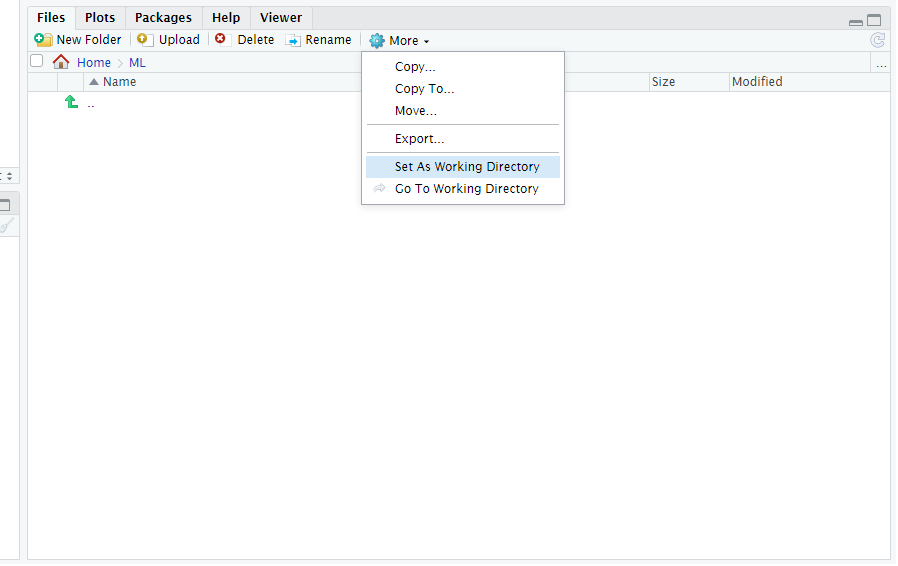 Files Plots Packages Help Viewer
New Folder Upload Delete Rename More
Home ML ...
Name Size Modified
..
Copy...
Copy To...
Move...
Export...
Set As Working Directory
Go To Working Directory